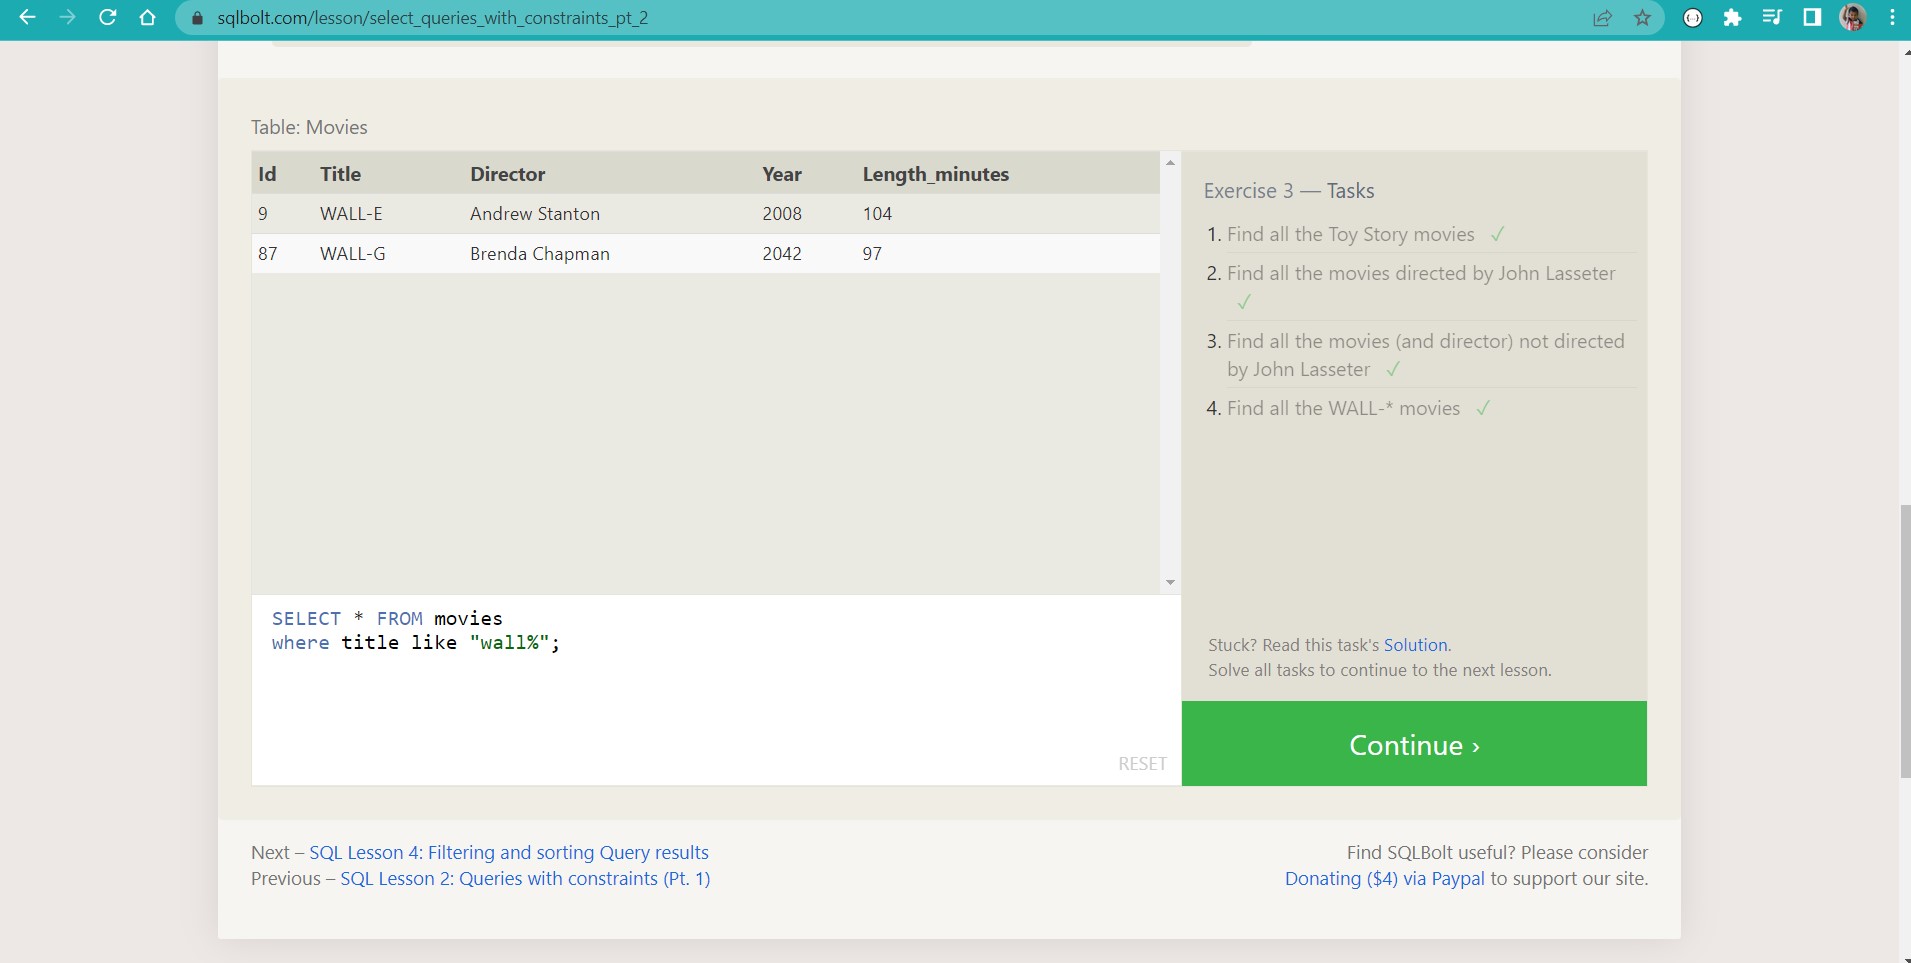 sqlbolt.com/lesson/select_queries_with_constraints_pt_2
Table: Movies
Id Title Director Year Length_minutes
9 WALL-E Andrew Stanton 2008 104
87 WALL-G Brenda Chapman 2042 97
SELECT * FROM movies
where title like "wall%";
RESET
Exercise 3 — Tasks
1. Find all the Toy Story movies ✓
2. Find all the movies directed by John Lasseter
✓
3. Find all the movies (and director) not directed
by John Lasseter ✓
4. Find all the WALL-* movies ✓
Stuck? Read this task's Solution.
Solve all tasks to continue to the next lesson.
Continue ›
Next – SQL Lesson 4: Filtering and sorting Query results
Previous – SQL Lesson 2: Queries with constraints (Pt. 1)
Find SQLBolt useful? Please consider
Donating ($4) via Paypal to support our site.